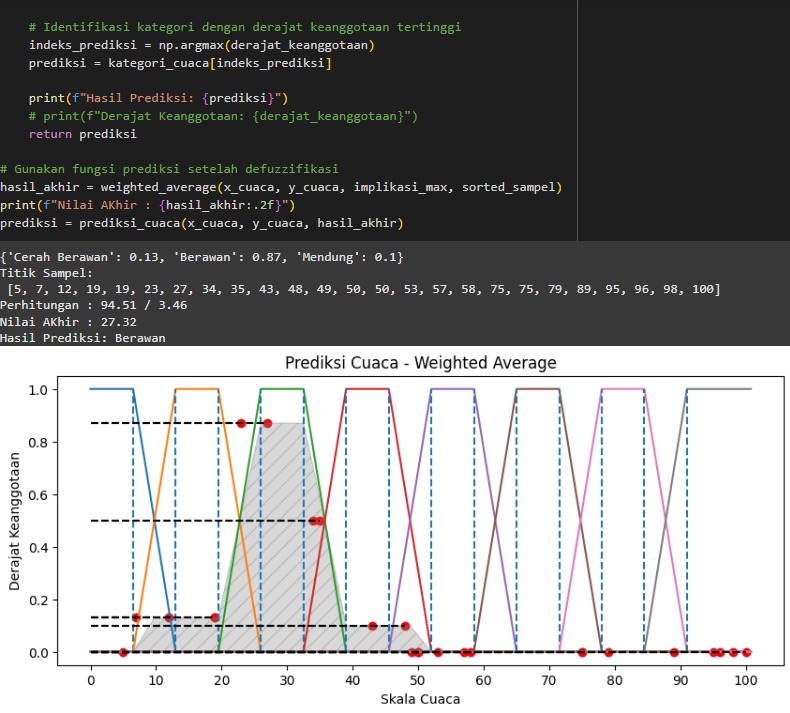 # Identifikasi kategori dengan derajat keanggotaan tertinggi
indeks_prediksi = np.argmax(derajat_keanggotaan)
prediksi = kategori_cuaca[indeks_prediksi]
print(f"Hasil Prediksi: {prediksi}")
# print(f"Derajat Keanggotaan: {derajat_keanggotaan}")
return prediksi
# Gunakan fungsi prediksi setelah defuzzifikasi
hasil_akhir = weighted_average(x_cuaca, y_cuaca, implikasi_max, sorted_sampel)
print(f"Nilai AKhir : {hasil_akhir:.2f}")
prediksi = prediksi_cuaca(x_cuaca, y_cuaca, hasil_akhir)
{'Cerah Berawan': 0.13, 'Berawan': 0.87, 'Mendung': 0.1}
Titik Sampel:
[5, 7, 12, 19, 19, 23, 27, 34, 35, 43, 48, 49, 50, 50, 53, 57, 58, 75, 75, 79, 89, 95, 96, 98, 100]
Perhitungan : 94.51 / 3.46
Nilai AKhir : 27.32
Hasil Prediksi: Berawan
Prediksi Cuaca - Weighted Average
1.0
0.8
0.6
0.4
0.2
0.0
Derajat Keanggotaan
0 10 20 30 40 50 60 70 80 90 100
Skala Cuaca